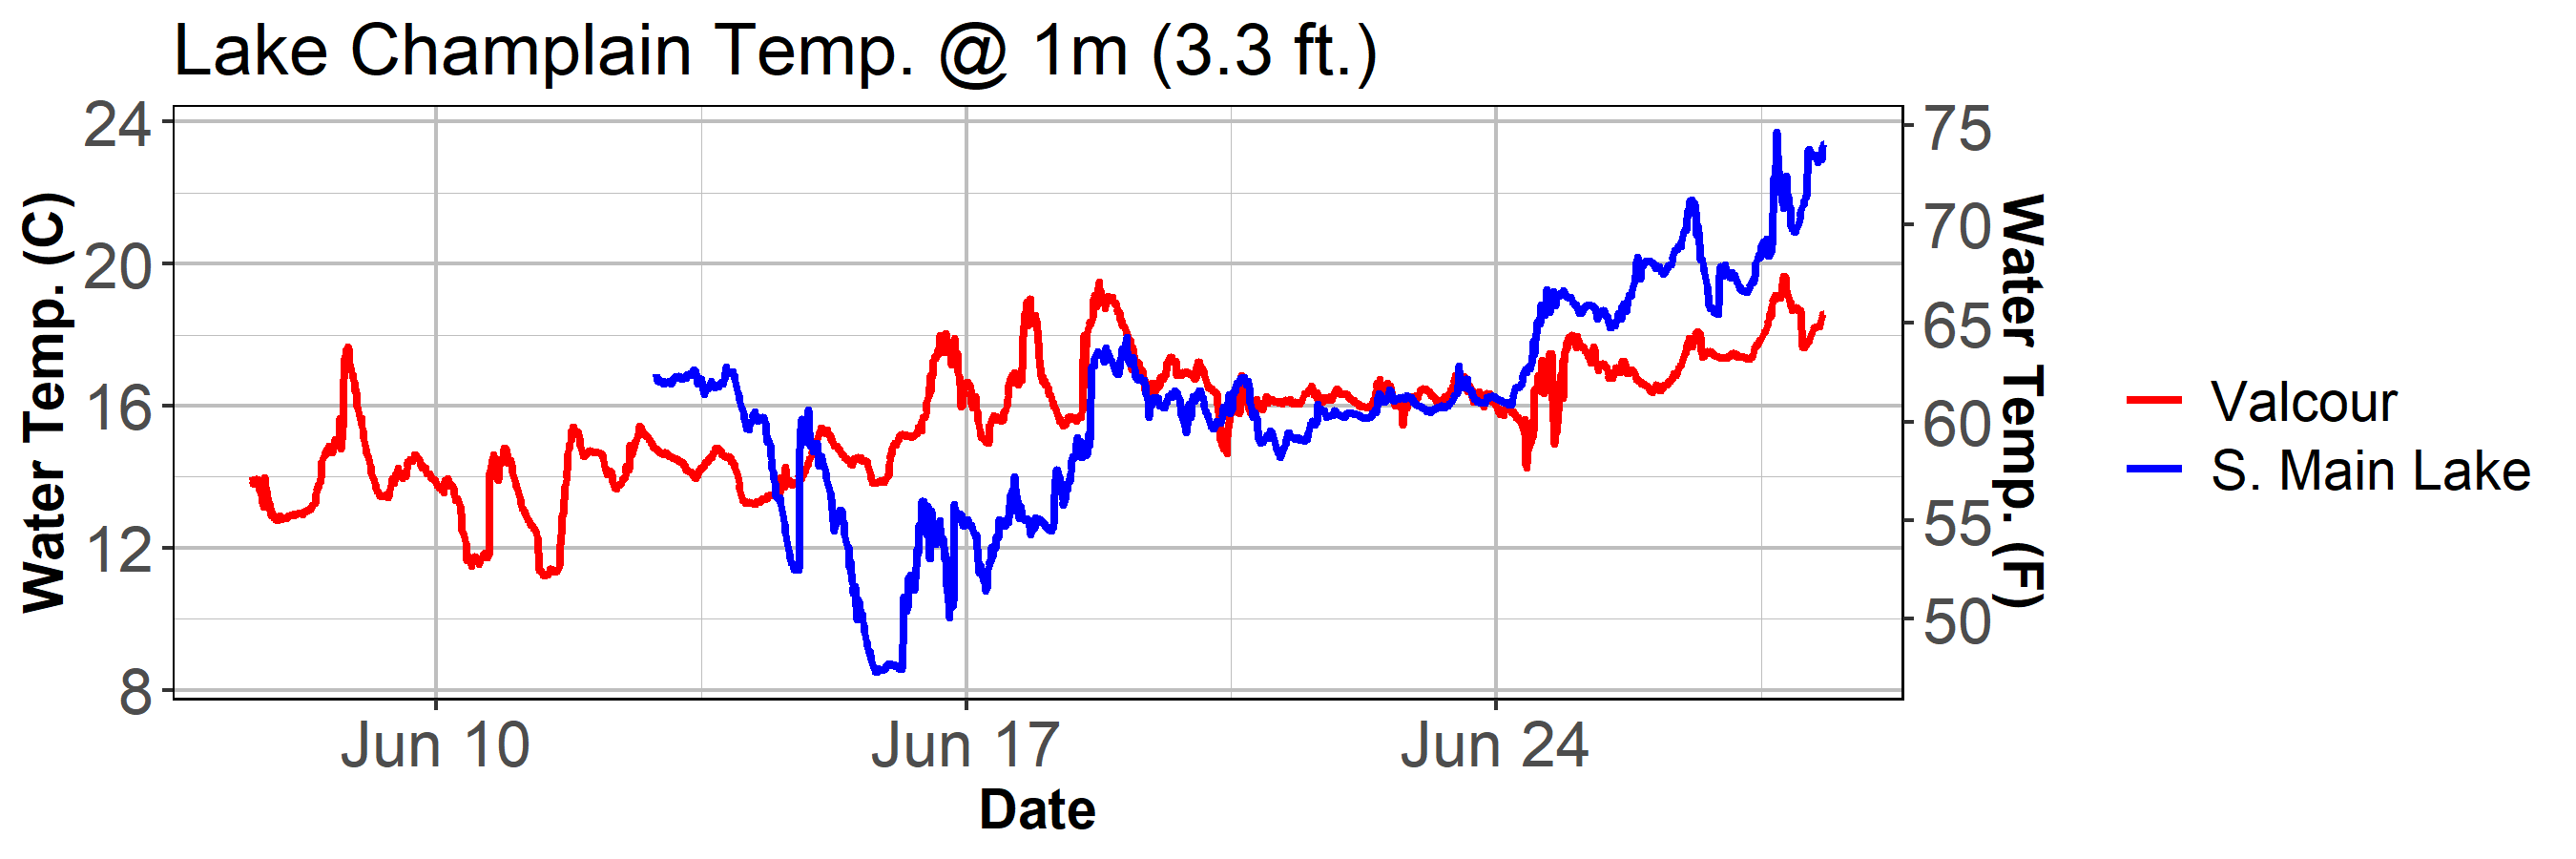 Lake Champlain Temp. @ 1m (3.3 ft.)
Water Temp. (C)
24
20
16
12
8
75
70
65
60
55
50
Water Temp. (F)
Jun 10
Jun 17
Jun 24
Date
Valcour
S. Main Lake